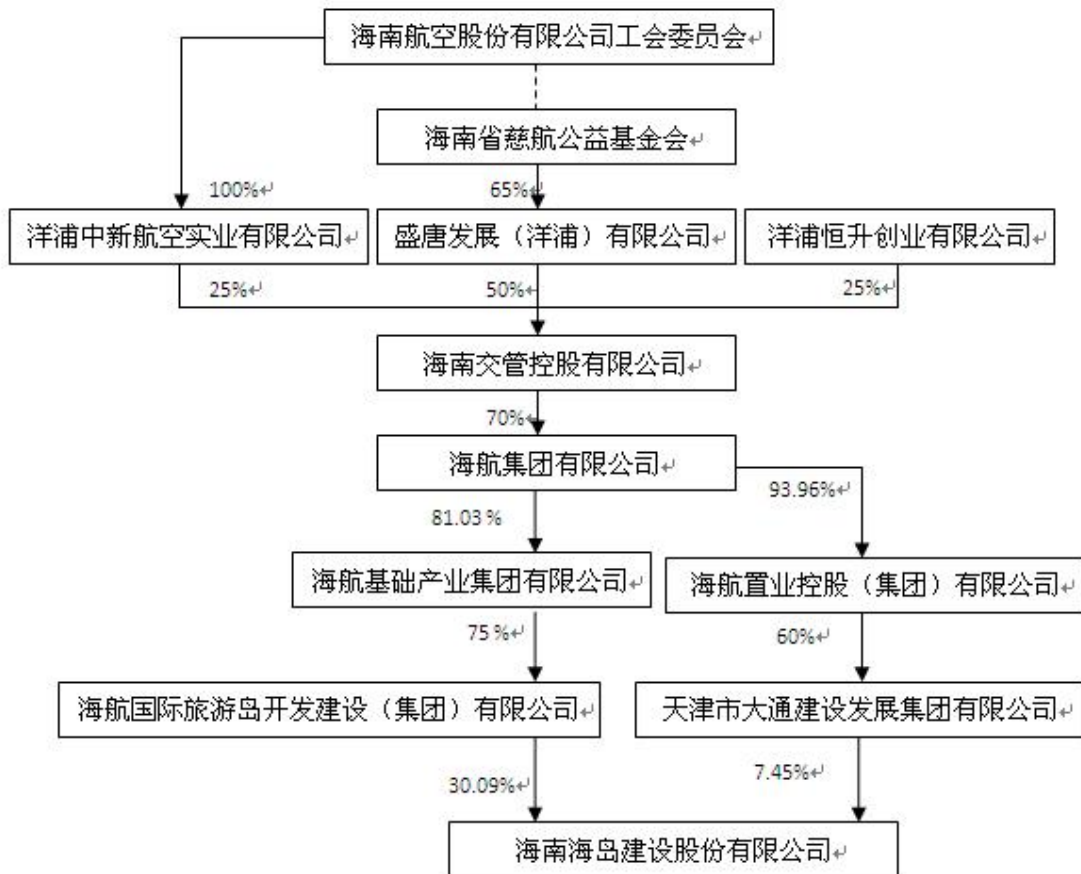 海南航空股份有限公司工会委员会
海南省慈航公益基金会
100%
65%
洋浦中新航空实业有限公司
盛唐发展（洋浦）有限公司
洋浦恒升创业有限公司
25%
50%
25%
海南交管控股有限公司
70%
海航集团有限公司
93.96%
81.03%
海航基础产业集团有限公司
海航置业控股（集团）有限公司
75%
60%
海航国际旅游岛开发建设（集团）有限公司
天津市大通建设发展集团有限公司
30.09%
7.45%
海南海岛建设股份有限公司